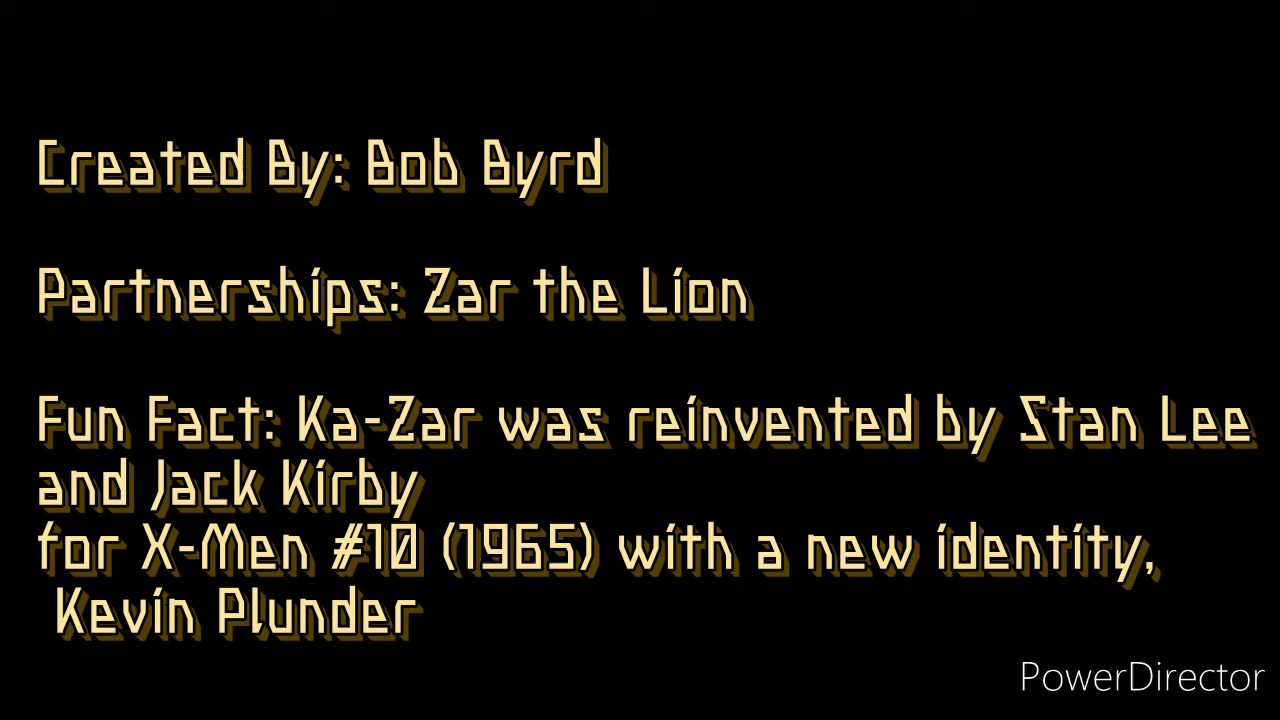 Created By: Bob Byrd
Partnerships: Zar the Lion
Fun Fact: Ka-Zar was reinvented by Stan Lee
and Jack Kirby
for X-Men #10 (1965) with a new identity,
Kevin Plunder
PowerDirector